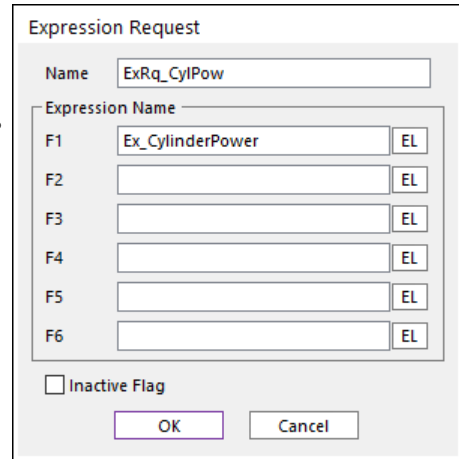 Expression Request
Name ExRq_CylPow
Expression Name
F1 Ex_CylinderPower EL
F2 EL
F3 EL
F4 EL
F5 EL
F6 EL
Inactive Flag
OK Cancel